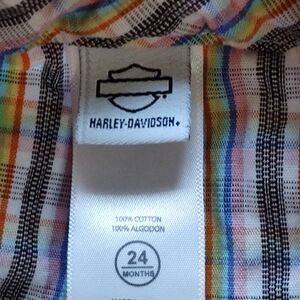 HARLEY-DAVIDSON
100% COTTON
100% ALGODON
24
MONTHS